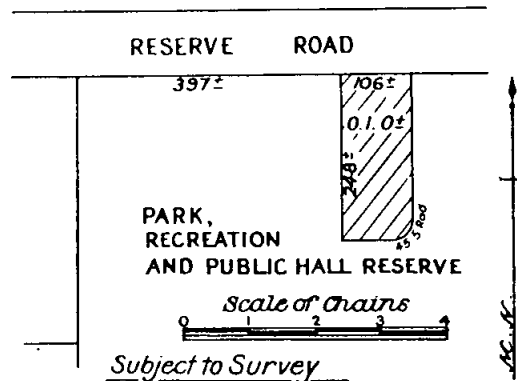 RESERVE ROAD
397±
106±
0.1.0±
248±
45.5 Rad
PARK,
RECREATION
AND PUBLIC HALL RESERVE
Scale of Chains
0 1 2 3 4
Subject to Survey